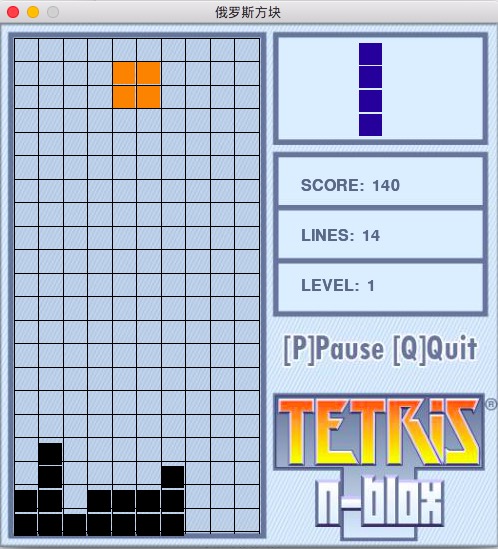 俄罗斯方块
SCORE: 140
LINES: 14
LEVEL: 1
[P]Pause [Q]Quit
TETRiS®
n-blox